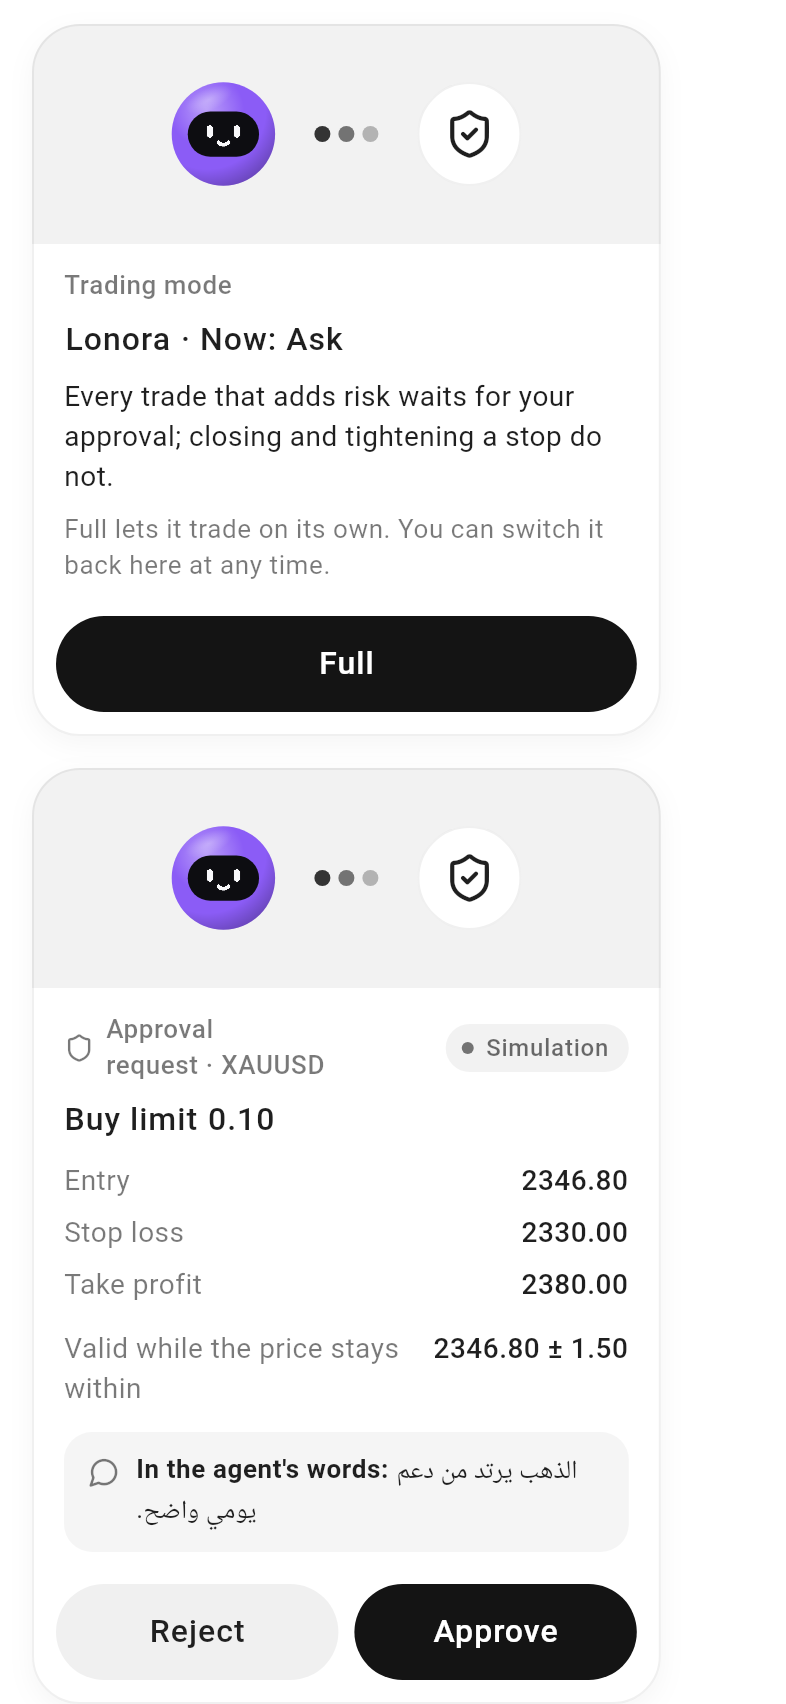 Trading mode
Lonora · Now: Ask
Every trade that adds risk waits for your
approval; closing and tightening a stop do
not.
Full lets it trade on its own. You can switch it
back here at any time.
Full
Approval
request · XAUUSD
Simulation
Buy limit 0.10
Entry 2346.80
Stop loss 2330.00
Take profit 2380.00
Valid while the price stays 2346.80 ± 1.50
within
In the agent's words: الذهب يرتد من دعم
يومي واضح.
Reject Approve